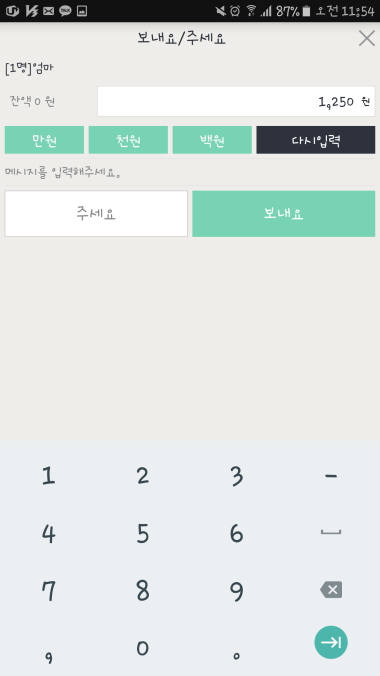 87% 오전 11:54
보내요/주세요
[1명]엄마
잔액 0 원
1,250 원
만원 천원 백원 다시입력
메시지를 입력해주세요.
주세요 보내요
1 2 3 -
4 5 6
7 8 9
, 0 .